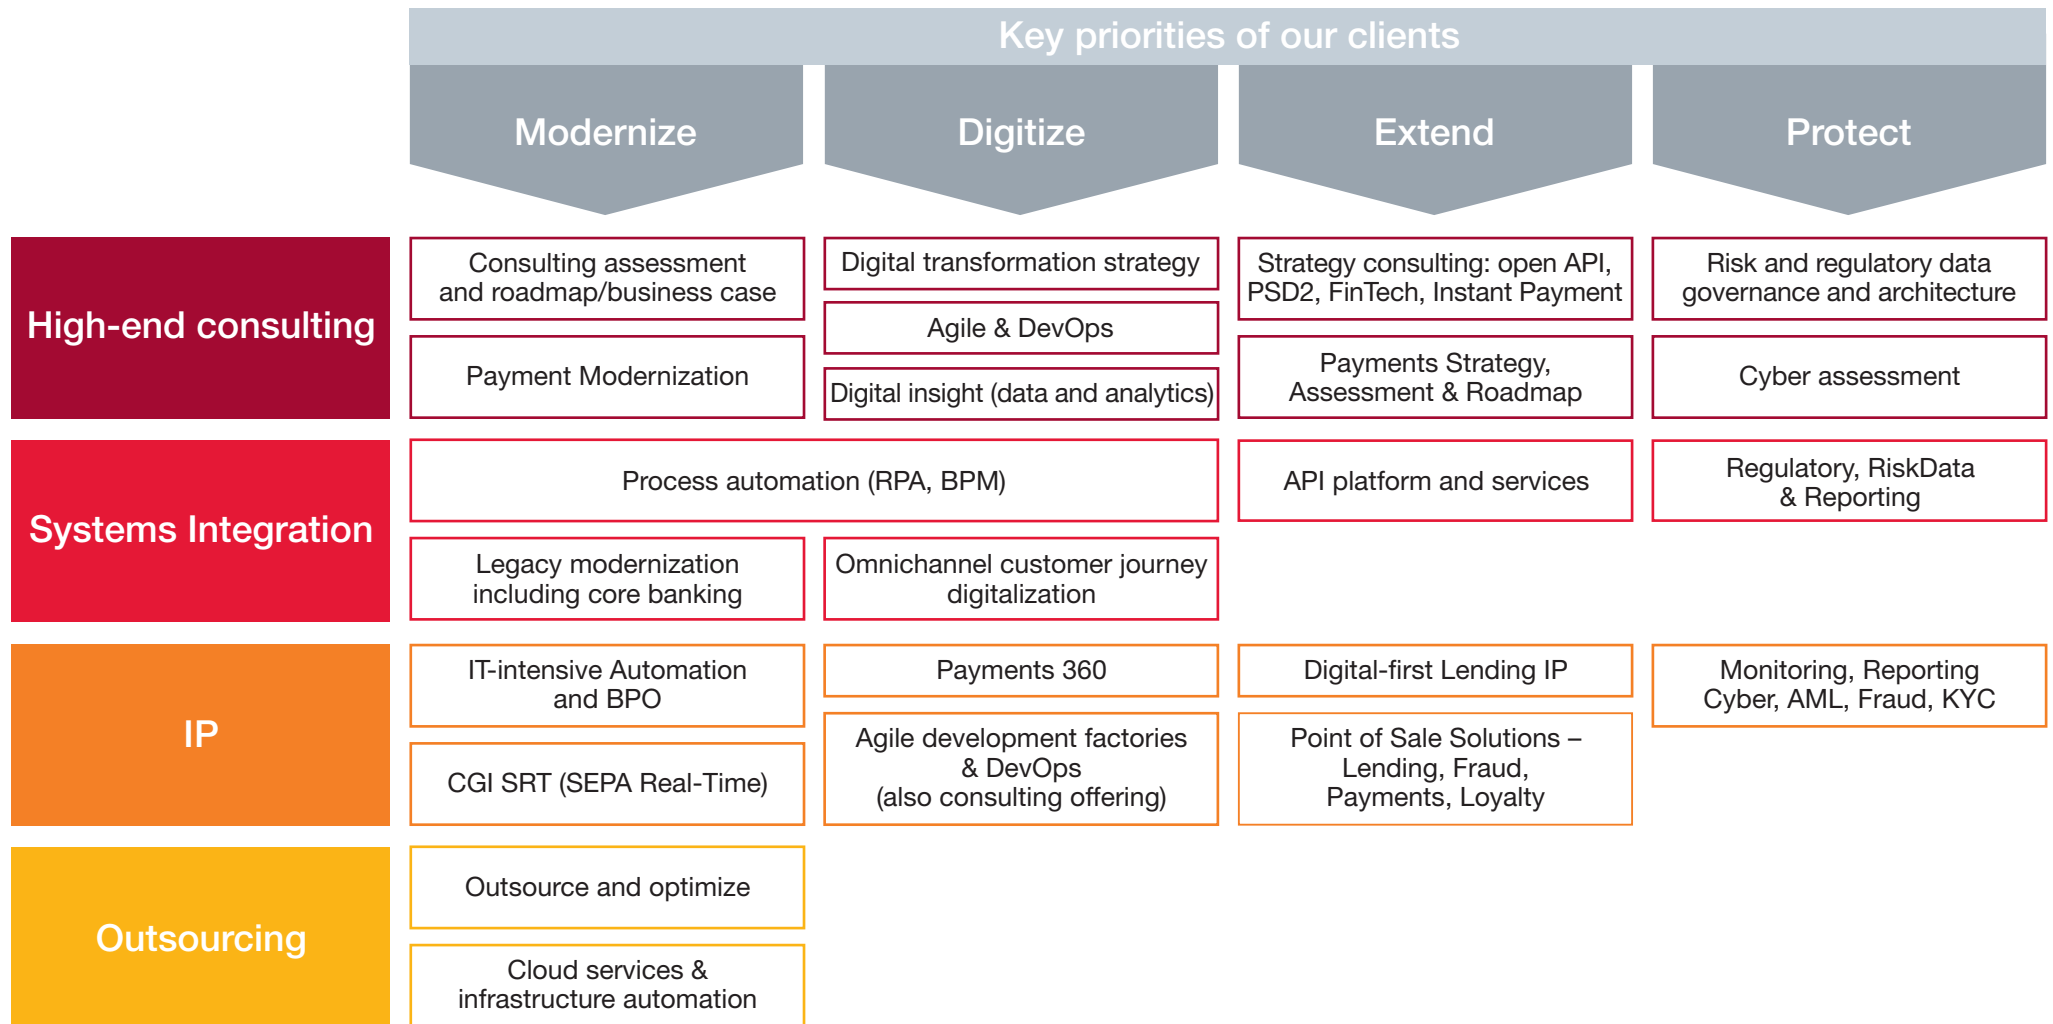 Key priorities of our clients
Modernize
Digitize
Extend
Protect
High-end consulting
Consulting assessment
and roadmap/business case
Payment Modernization
Digital transformation strategy
Agile & DevOps
Digital insight (data and analytics)
Strategy consulting: open API,
PSD2, FinTech, Instant Payment
Payments Strategy,
Assessment & Roadmap
Risk and regulatory data
governance and architecture
Cyber assessment
Systems Integration
Process automation (RPA, BPM)
Legacy modernization
including core banking
Omnichannel customer journey
digitalization
API platform and services
Regulatory, RiskData
& Reporting
IP
IT-intensive Automation
and BPO
CGI SRT (SEPA Real-Time)
Payments 360
Agile development factories
& DevOps
(also consulting offering)
Digital-first Lending IP
Point of Sale Solutions –
Lending, Fraud,
Payments, Loyalty
Monitoring, Reporting
Cyber, AML, Fraud, KYC
Outsourcing
Outsource and optimize
Cloud services &
infrastructure automation